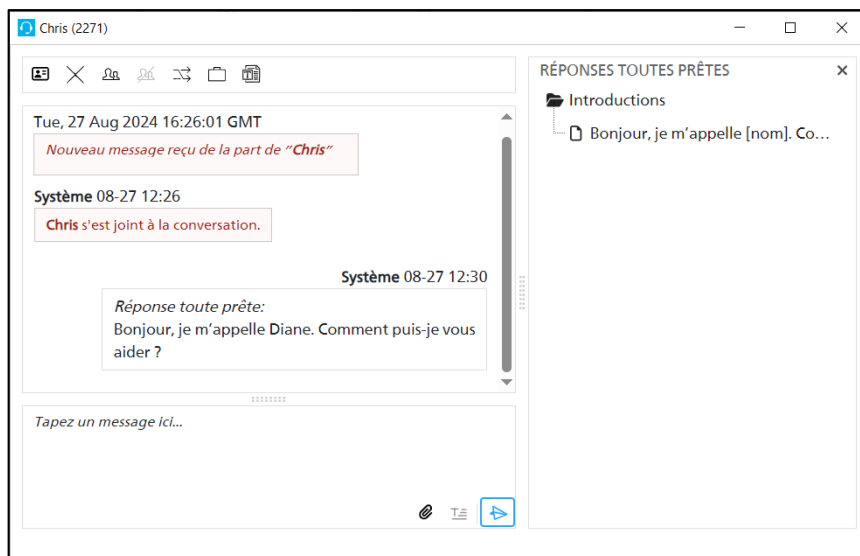 Chris (2271)
RÉPONSES TOUTES PRÊTES
Introductions
Bonjour, je m’appelle [nom]. Co...
Tue, 27 Aug 2024 16:26:01 GMT
Nouveau message reçu de la part de "Chris"
Système 08-27 12:26
Chris s'est joint à la conversation.
Système 08-27 12:30
Réponse toute prête:
Bonjour, je m’appelle Diane. Comment puis-je vous
aider ?
Tapez un message ici...